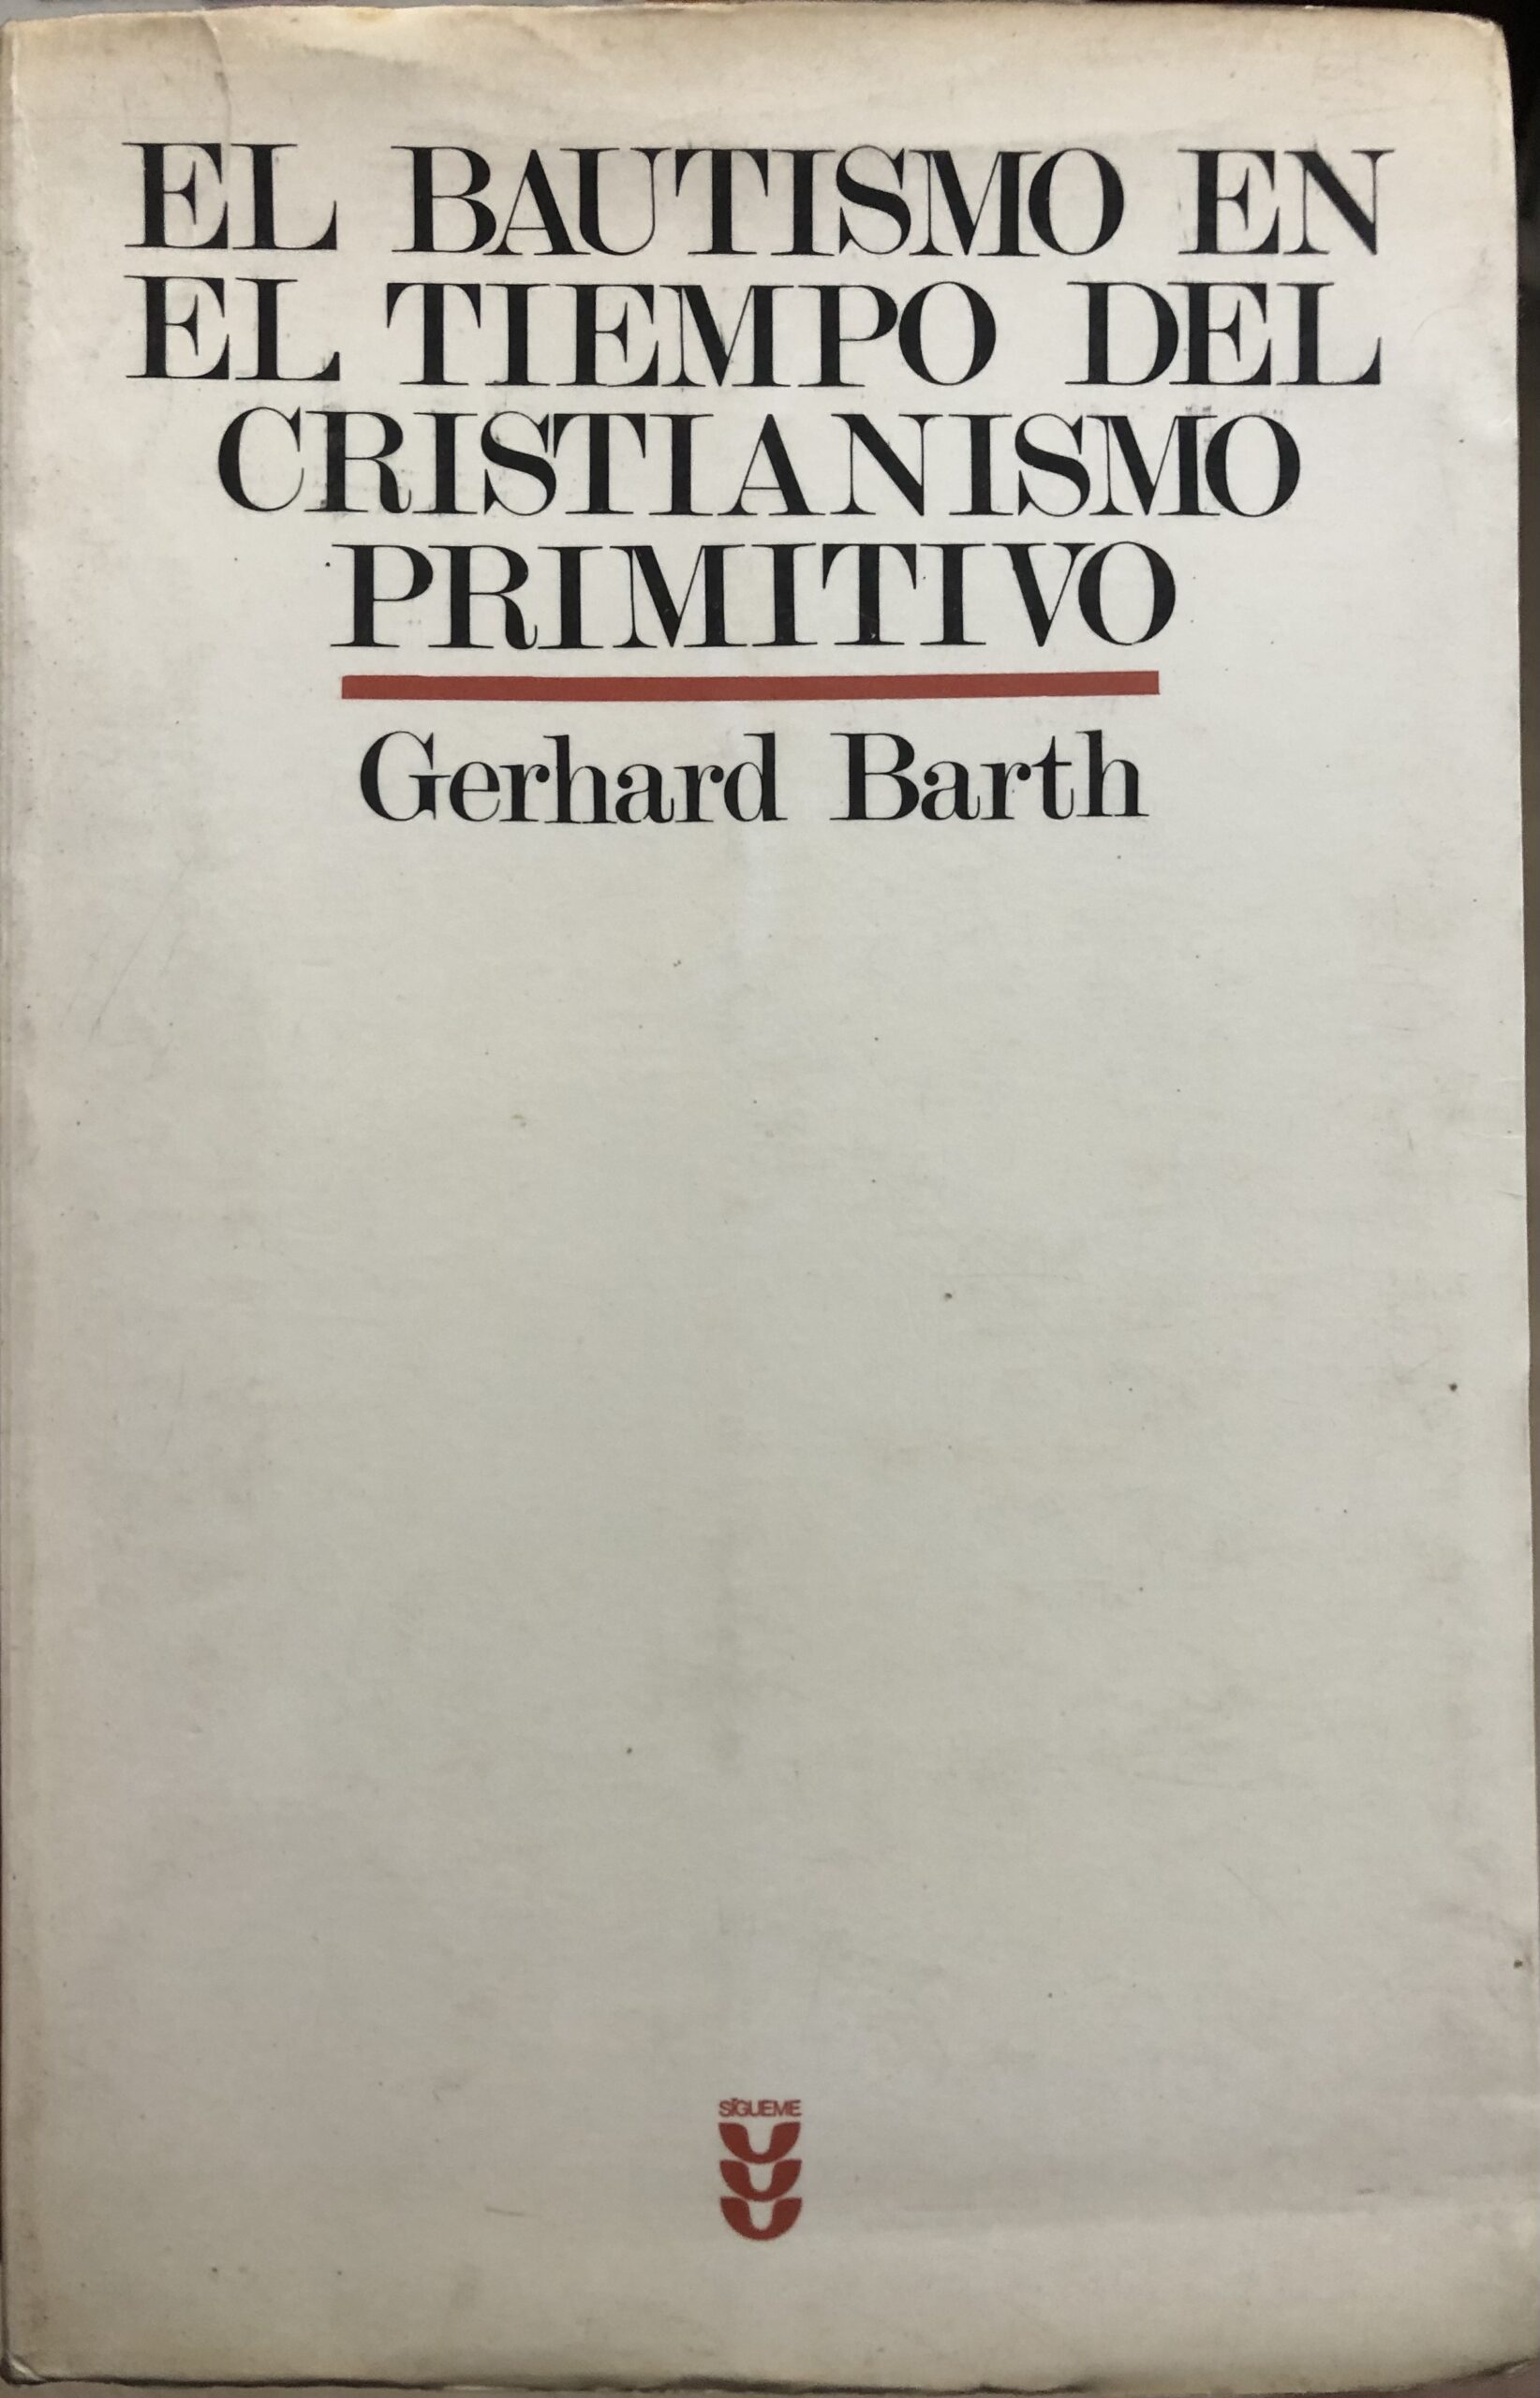 EL BAUTISMO EN
EL TIEMPO DEL
CRISTIANISMO
PRIMITIVO
Gerhard Barth
SÍGUEME